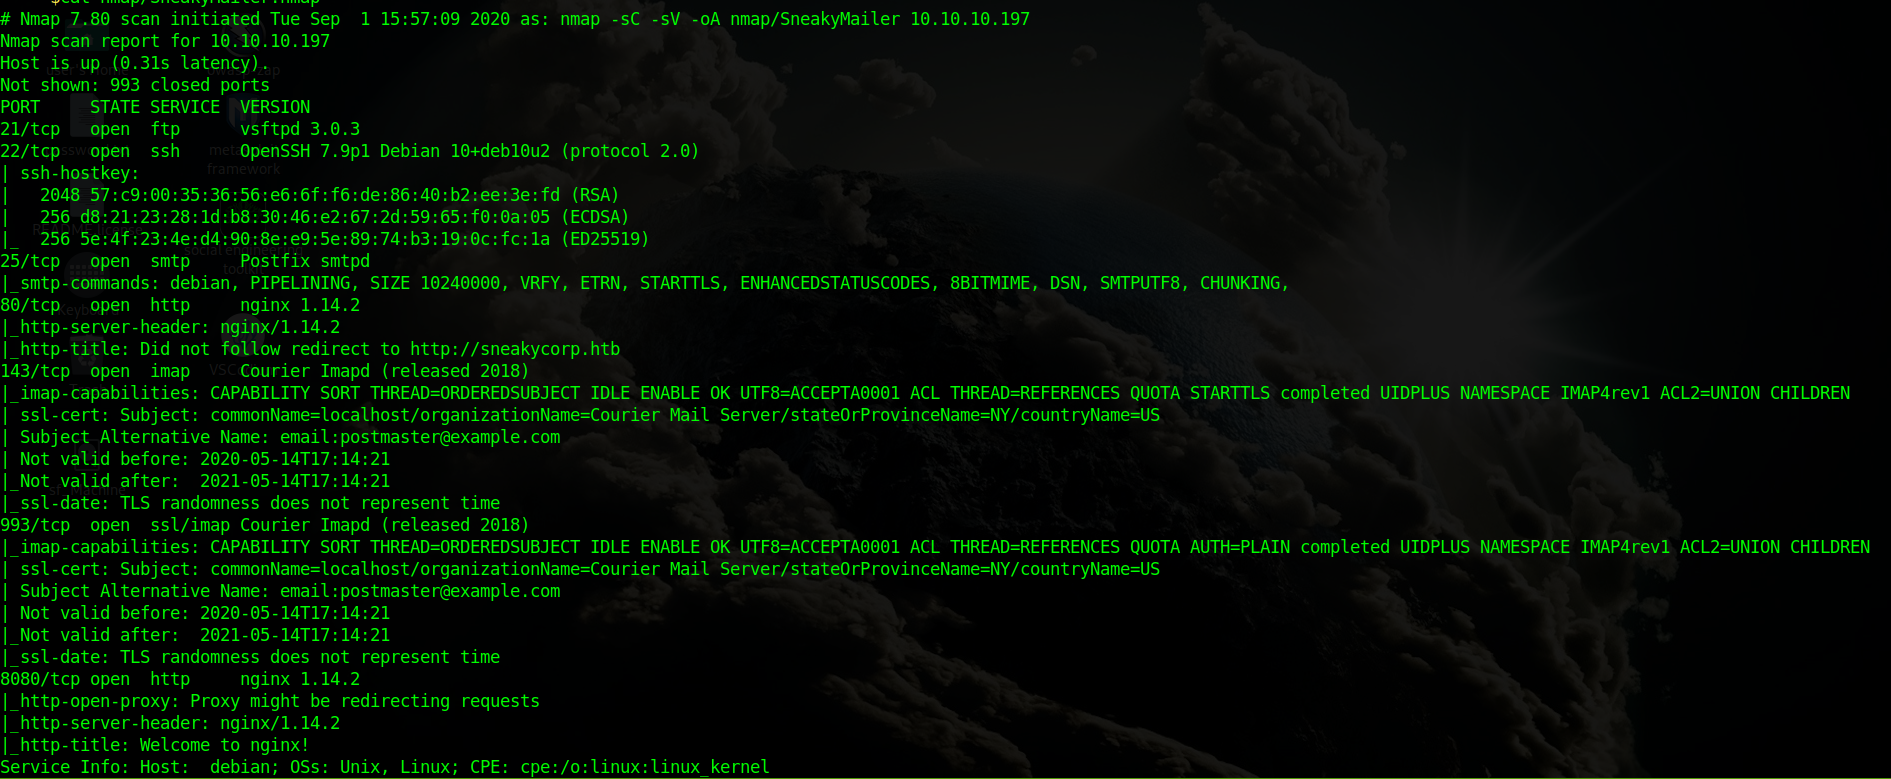 $cat nmap/SneakyMailer.nmap
# Nmap 7.80 scan initiated Tue Sep  1 15:57:09 2020 as: nmap -sC -sV -oA nmap/SneakyMailer 10.10.10.197
Nmap scan report for 10.10.10.197
Host is up (0.31s latency).
Not shown: 993 closed ports
PORT     STATE SERVICE  VERSION
21/tcp   open  ftp      vsftpd 3.0.3
22/tcp   open  ssh      OpenSSH 7.9p1 Debian 10+deb10u2 (protocol 2.0)
| ssh-hostkey:
|   2048 57:c9:00:35:36:56:e6:6f:f6:de:86:40:b2:ee:3e:fd (RSA)
|   256 d8:21:23:28:1d:b8:30:46:e2:67:2d:59:65:f0:0a:05 (ECDSA)
|_  256 5e:4f:23:4e:d4:90:8e:e9:5e:89:74:b3:19:0c:fc:1a (ED25519)
25/tcp   open  smtp     Postfix smtpd
|_smtp-commands: debian, PIPELINING, SIZE 10240000, VRFY, ETRN, STARTTLS, ENHANCEDSTATUSCODES, 8BITMIME, DSN, SMTPUTF8, CHUNKING,
80/tcp   open  http     nginx 1.14.2
|_http-server-header: nginx/1.14.2
|_http-title: Did not follow redirect to http://sneakycorp.htb
143/tcp  open  imap     Courier Imapd (released 2018)
|_imap-capabilities: CAPABILITY SORT THREAD=ORDEREDSUBJECT IDLE ENABLE OK UTF8=ACCEPTA0001 ACL THREAD=REFERENCES QUOTA STARTTLS completed UIDPLUS NAMESPACE IMAP4rev1 ACL2=UNION CHILDREN
| ssl-cert: Subject: commonName=localhost/organizationName=Courier Mail Server/stateOrProvinceName=NY/countryName=US
| Subject Alternative Name: email:postmaster@example.com
| Not valid before: 2020-05-14T17:14:21
|_Not valid after:  2021-05-14T17:14:21
|_ssl-date: TLS randomness does not represent time
993/tcp  open  ssl/imap Courier Imapd (released 2018)
|_imap-capabilities: CAPABILITY SORT THREAD=ORDEREDSUBJECT IDLE ENABLE OK UTF8=ACCEPTA0001 ACL THREAD=REFERENCES QUOTA AUTH=PLAIN completed UIDPLUS NAMESPACE IMAP4rev1 ACL2=UNION CHILDREN
| ssl-cert: Subject: commonName=localhost/organizationName=Courier Mail Server/stateOrProvinceName=NY/countryName=US
| Subject Alternative Name: email:postmaster@example.com
| Not valid before: 2020-05-14T17:14:21
|_Not valid after:  2021-05-14T17:14:21
|_ssl-date: TLS randomness does not represent time
8080/tcp open  http     nginx 1.14.2
|_http-open-proxy: Proxy might be redirecting requests
|_http-server-header: nginx/1.14.2
|_http-title: Welcome to nginx!
Service Info: Host:  debian; OSs: Unix, Linux; CPE: cpe:/o:linux:linux_kernel